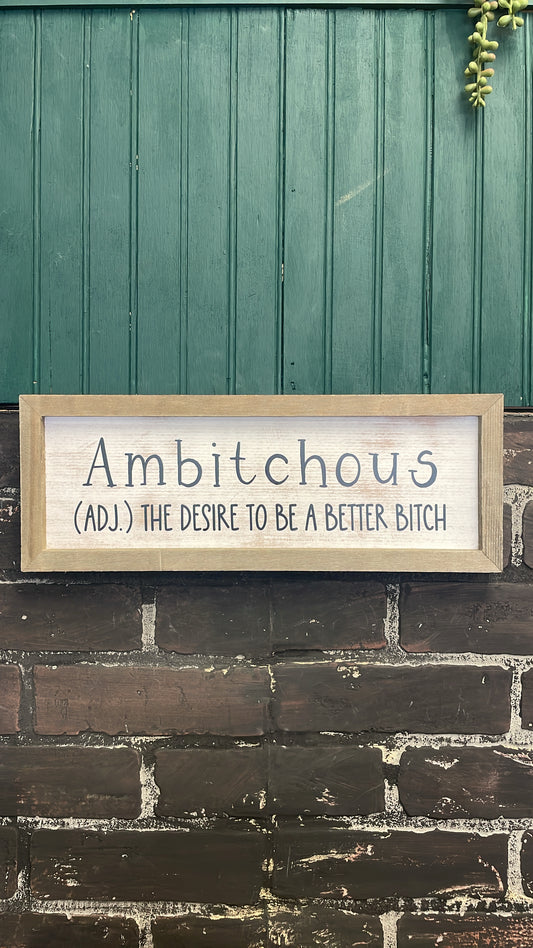 Ambitchous
(ADJ.) THE DESIRE TO BE A BETTER BITCH